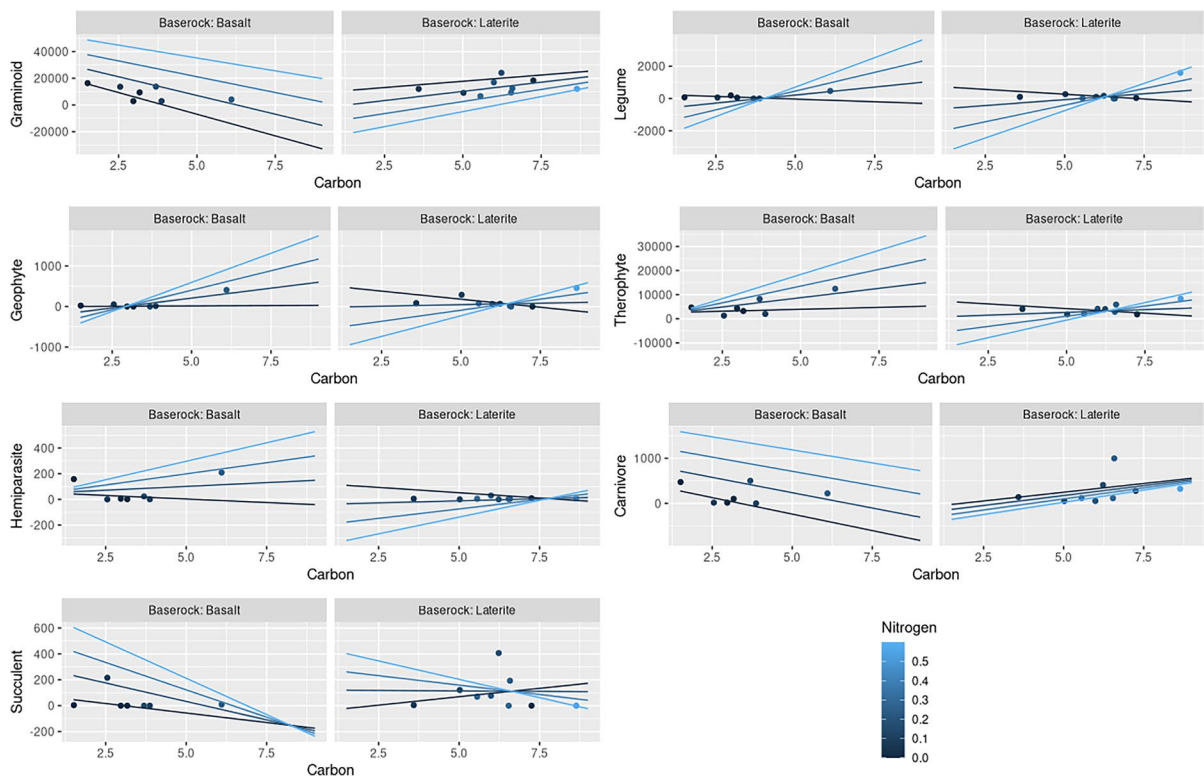 Baserock: Basalt Baserock: Laterite
Graminoid
40000
20000
0
-20000
2.5 5.0 7.5 2.5 5.0 7.5
Carbon
Baserock: Basalt Baserock: Laterite
Legume
2000
0
-2000
2.5 5.0 7.5 2.5 5.0 7.5
Carbon
Baserock: Basalt Baserock: Laterite
Geophyte
1000
0
-1000
2.5 5.0 7.5 2.5 5.0 7.5
Carbon
Baserock: Basalt Baserock: Laterite
Therophyte
30000
20000
10000
0
-10000
2.5 5.0 7.5 2.5 5.0 7.5
Carbon
Baserock: Basalt Baserock: Laterite
Hemiparasite
400
200
0
-200
2.5 5.0 7.5 2.5 5.0 7.5
Carbon
Baserock: Basalt Baserock: Laterite
Carnivore
1000
0
2.5 5.0 7.5 2.5 5.0 7.5
Carbon
Baserock: Basalt Baserock: Laterite
Succulent
600
400
200
0
-200
2.5 5.0 7.5 2.5 5.0 7.5
Carbon
Nitrogen
0.5
0.4
0.3
0.2
0.1
0.0